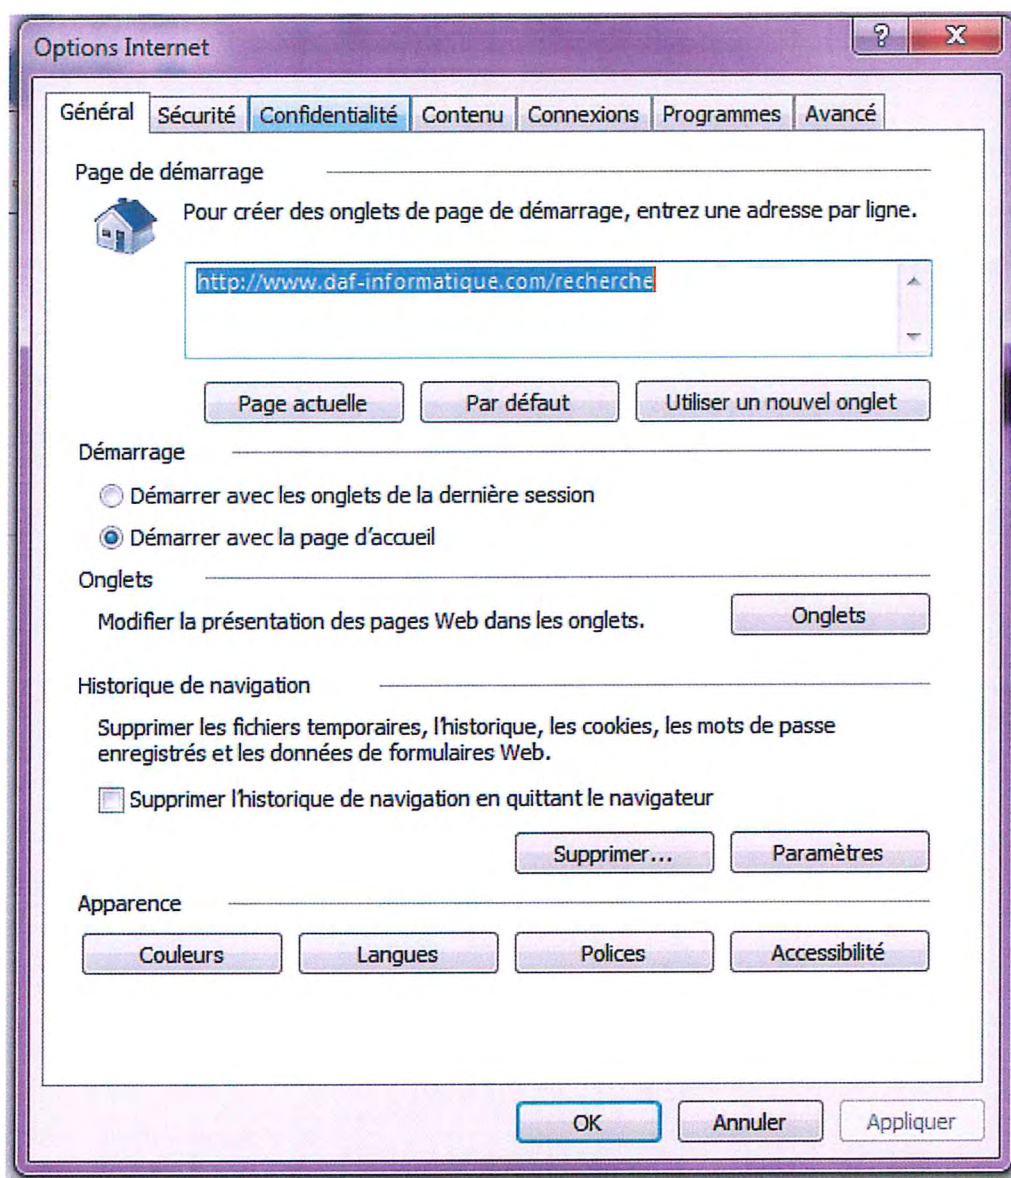 Options Internet
?
X
Général Sécurité Confidentialité Contenu Connexions Programmes Avancé
Page de démarrage
Pour créer des onglets de page de démarrage, entrez une adresse par ligne.
http://www.daf-informatique.com/recherche
Page actuelle Par défaut Utiliser un nouvel onglet
Démarrage
Démarrer avec les onglets de la dernière session
Démarrer avec la page d'accueil
Onglets
Modifier la présentation des pages Web dans les onglets. Onglets
Historique de navigation
Supprimer les fichiers temporaires, l'historique, les cookies, les mots de passe
enregistrés et les données de formulaires Web.
Supprimer l'historique de navigation en quittant le navigateur
Supprimer... Paramètres
Apparence
Couleurs Langues Polices Accessibilité
OK Annuler Appliquer